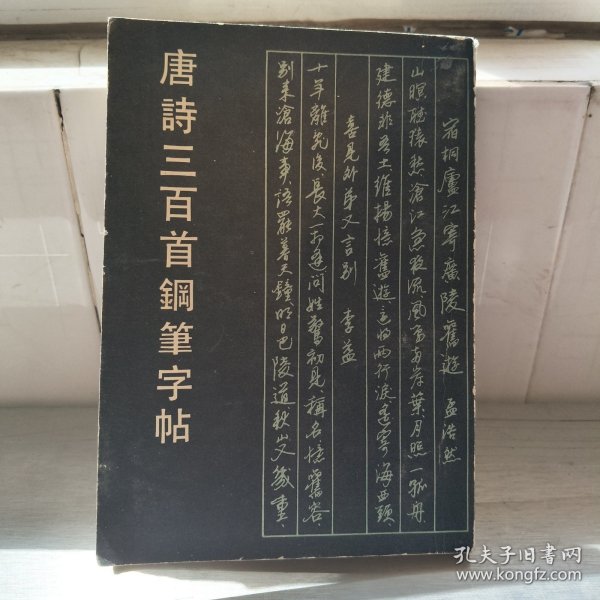 唐詩三百首鋼筆字帖
宿桐廬江寄廣陵舊遊 孟浩然
山暝聽猿愁滄江急夜流風鳴兩岸葉月照一孤舟
建德非吾土維揚憶舊遊還將兩行淚遙寄海西頭
喜見外弟又言別 李益
十年離亂後長大一相逢問姓驚初見稱名憶舊容
別來滄海事語罷暮天鐘明日巴陵道秋山又幾重
孔夫子旧书网
www.kongfz.com